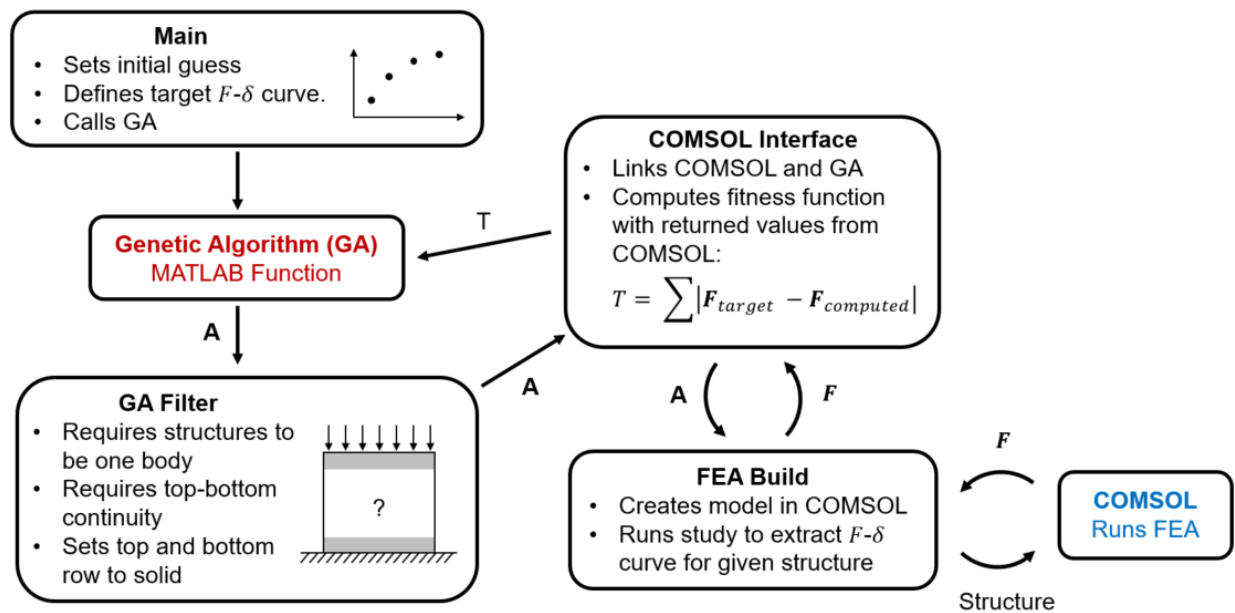 Main
• Sets initial guess
• Defines target F-δ curve.
• Calls GA
Genetic Algorithm (GA)
MATLAB Function
A
GA Filter
• Requires structures to
be one body
• Requires top-bottom
continuity
• Sets top and bottom
row to solid
?
A
T
COMSOL Interface
• Links COMSOL and GA
• Computes fitness function
with returned values from
COMSOL:
T = ∑|F_target − F_computed|
A
F
FEA Build
• Creates model in COMSOL
• Runs study to extract F-δ
curve for given structure
F
COMSOL
Runs FEA
Structure